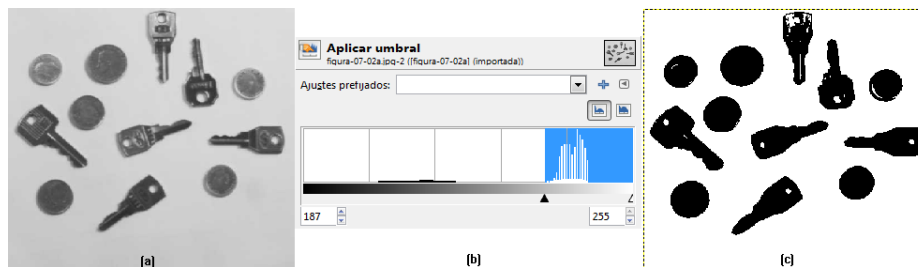 Aplicar umbral
figura-07-02a.jpg-2 ([figura-07-02a] (importada))
Ajustes prefijados:
187
255
(a)
(b)
(c)